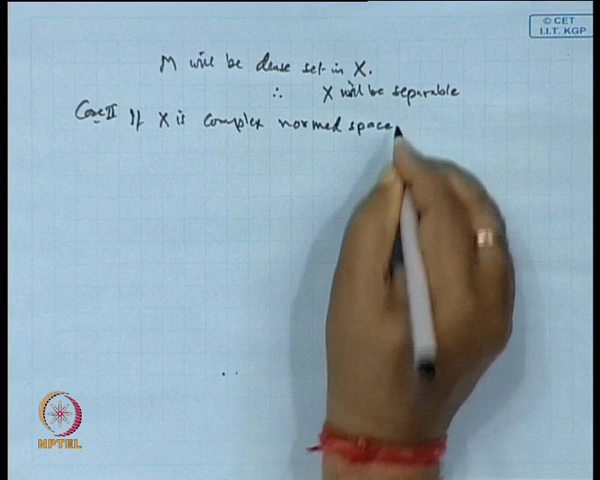 © CET
I.I.T. KGP
M will be dense set in X.
∴ X will be separable
Case II If X is complex normed space
NPTEL